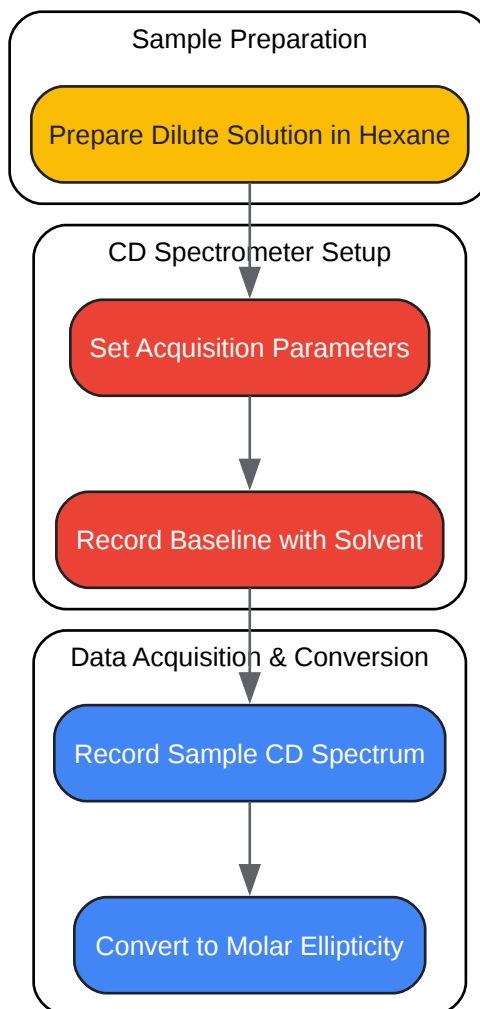 Sample Preparation
Prepare Dilute Solution in Hexane
CD Spectrometer Setup
Set Acquisition Parameters
Record Baseline with Solvent
Data Acquisition & Conversion
Record Sample CD Spectrum
Convert to Molar Ellipticity